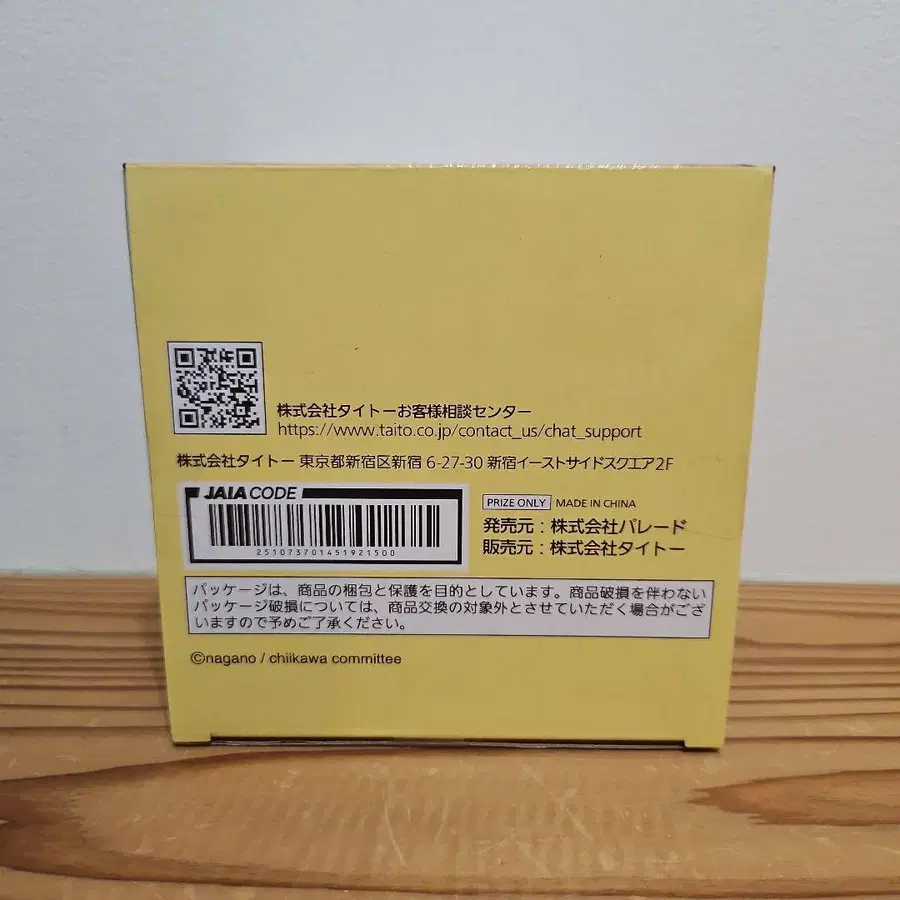 株式会社タイトーお客様相談センター
https://www.taito.co.jp/contact_us/chat_support
株式会社タイトー 東京都新宿区新宿 6-27-30 新宿イーストサイドスクエア2F
JAIA CODE
251073701451921500
PRIZE ONLY MADE IN CHINA
発売元：株式会社パレード
販売元：株式会社タイトー
パッケージは、商品の梱包と保護を目的としています。商品破損を伴わない
パッケージ破損については、商品交換の対象外とさせていただく場合がござ
いますので予めご了承ください。
©nagano / chiikawa committee